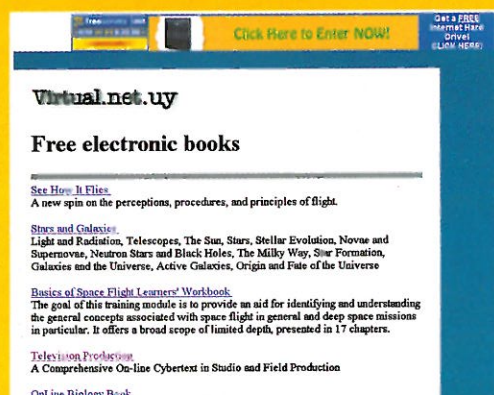 Click Here to Enter NOW!
Get a FREE
Internet Hard
Drive!
(CLICK HERE)
Virtual.net.uy
Free electronic books
See How It Flies
A new spin on the perceptions, procedures, and principles of flight.
Stars and Galaxies
Light and Radiation, Telescopes, The Sun, Stars, Stellar Evolution, Novae and
Supernovae, Neutron Stars and Black Holes, The Milky Way, Star Formation,
Galaxies and the Universe, Active Galaxies, Origin and Fate of the Universe
Basics of Space Flight Learners' Workbook
The goal of this training module is to provide an aid for identifying and understanding
the general concepts associated with space flight in general and deep space missions
in particular. It offers a broad scope of limited depth, presented in 17 chapters.
Television Production
A Comprehensive On-line Cybertext in Studio and Field Production
OnLine Biology Book